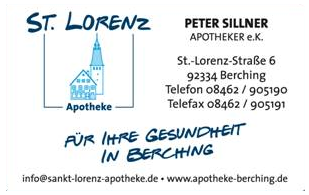 ST. LORENZ
Apotheke
PETER SILLNER
APOTHEKER e.K.
St.-Lorenz-Straße 6
92334 Berching
Telefon 08462 / 905190
Telefax 08462 / 905191
FÜR IHRE GESUNDHEIT
IN BERCHING
info@sankt-lorenz-apotheke.de • www.apotheke-berching.de